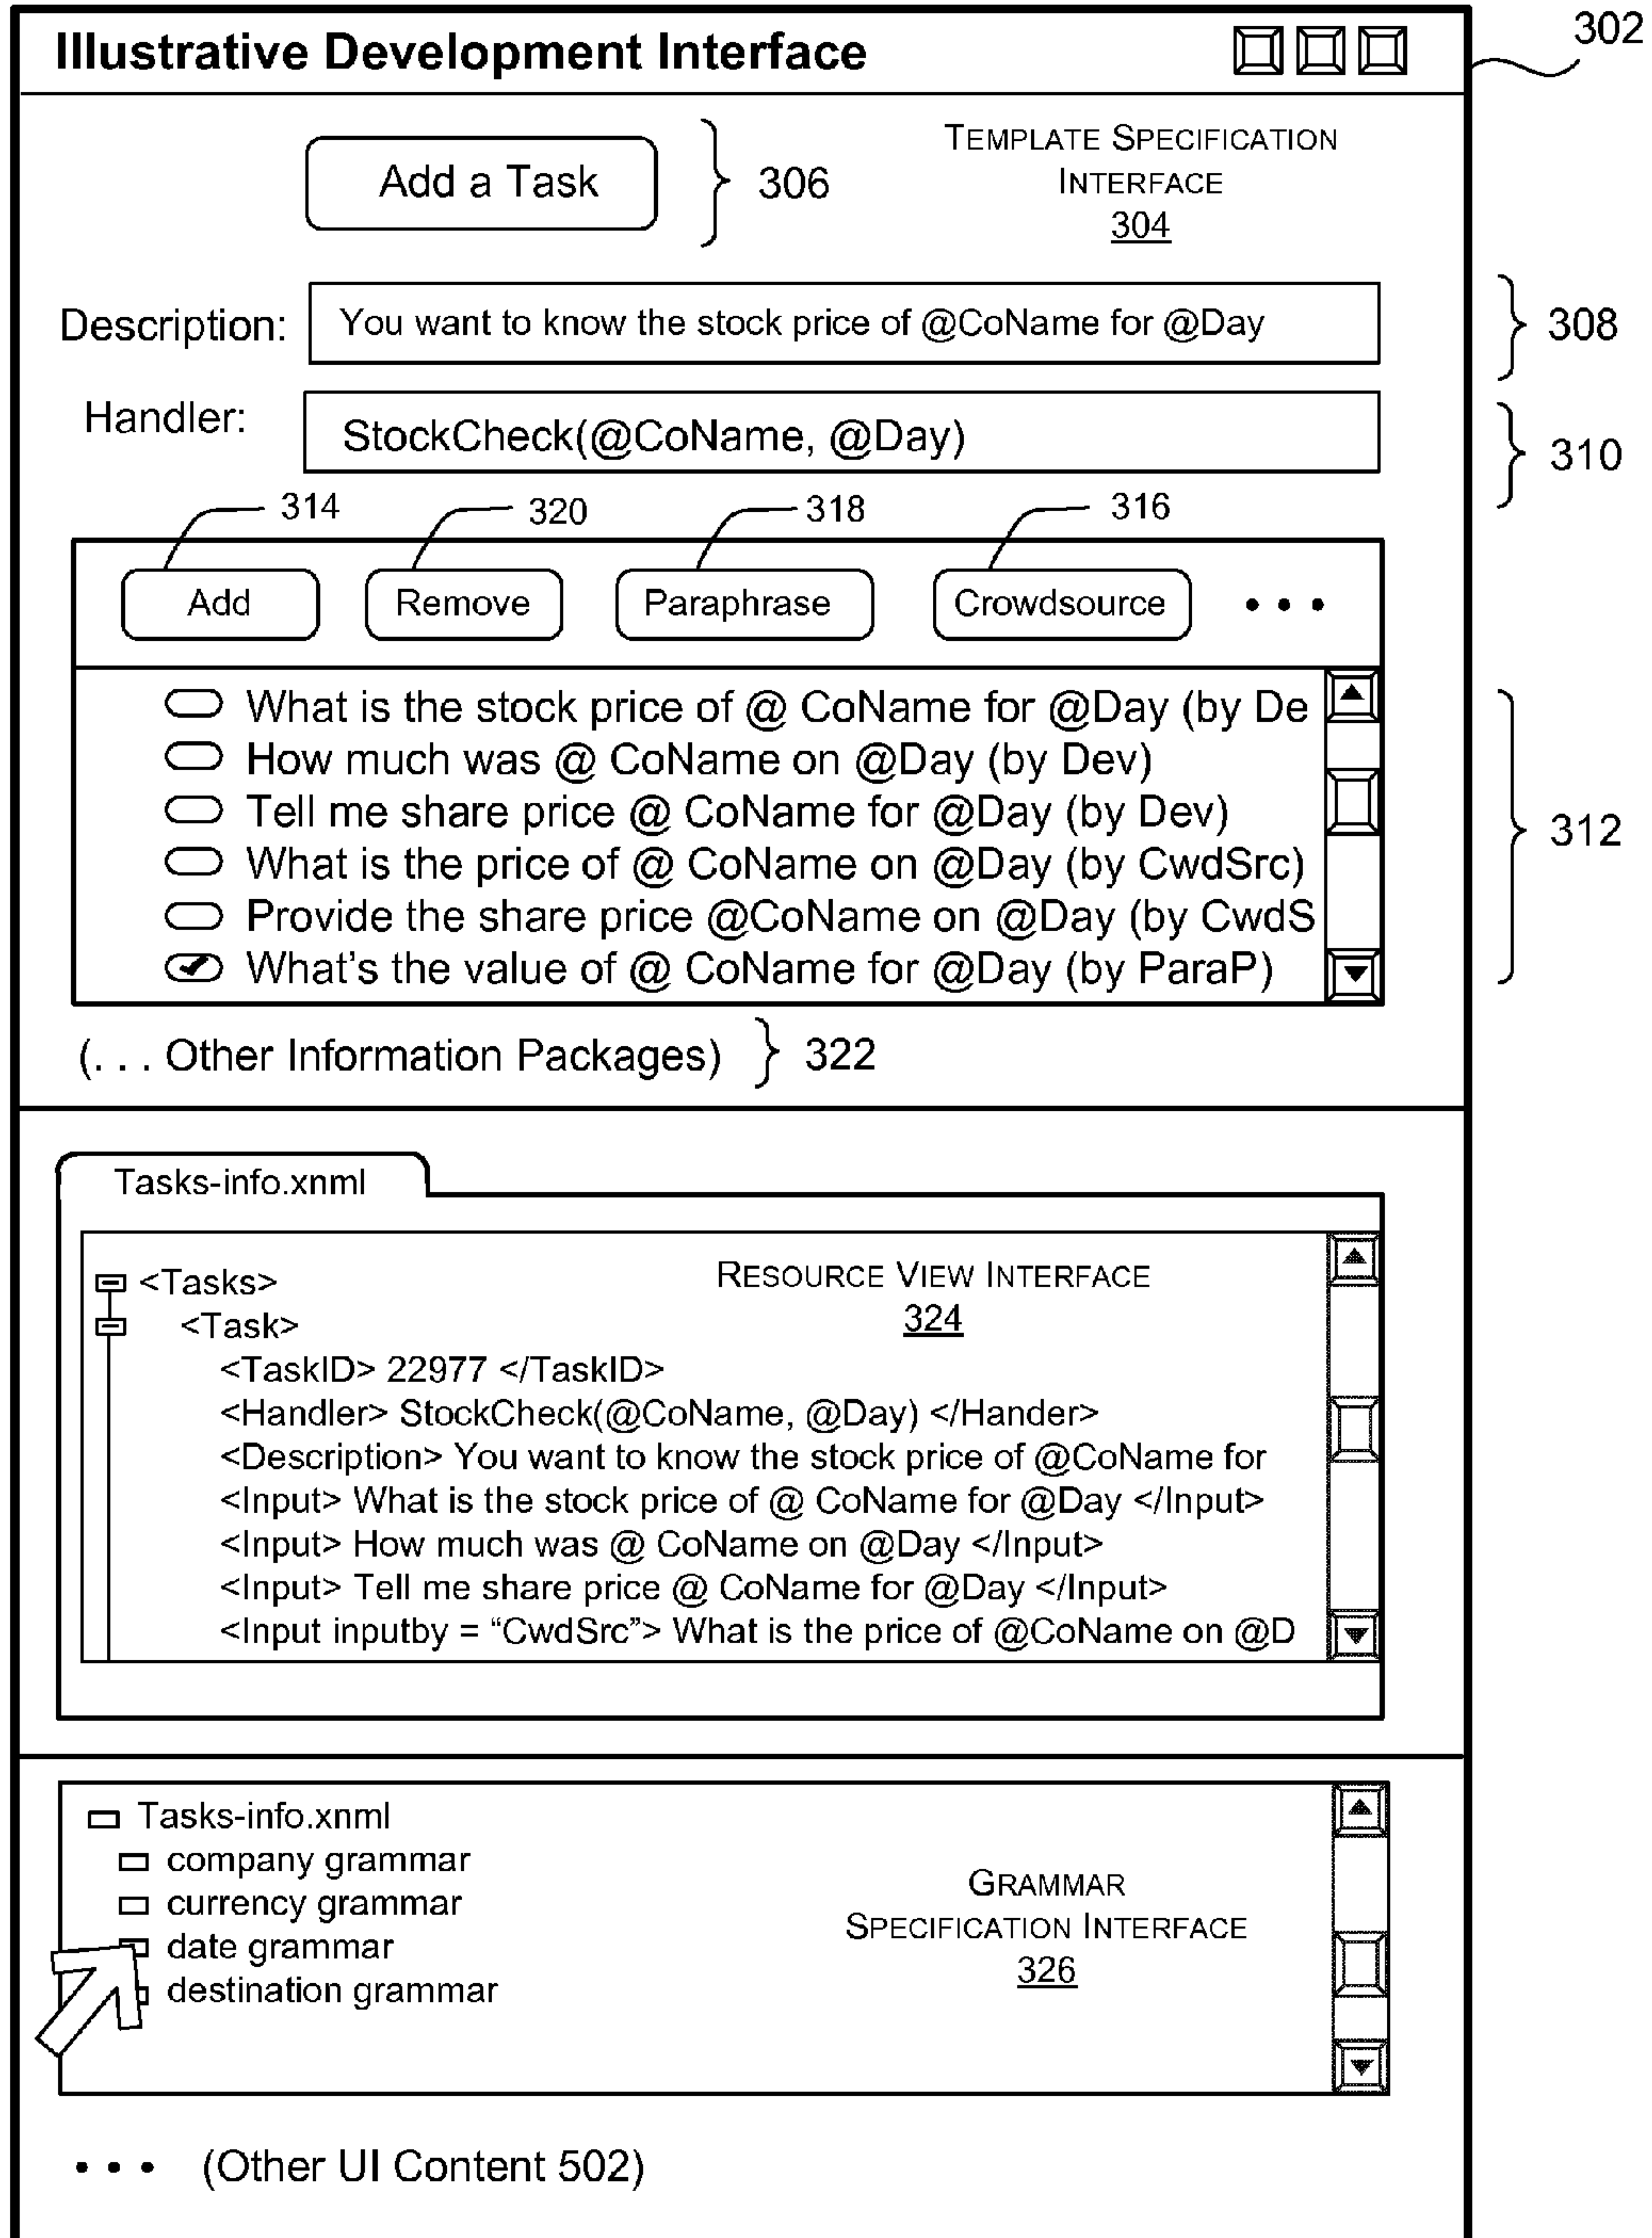 Illustrative Development Interface
302
Add a Task
306
TEMPLATE SPECIFICATION
INTERFACE
304
Description:
You want to know the stock price of @CoName for @Day
308
Handler:
StockCheck(@CoName, @Day)
310
314
320
318
316
Add
Remove
Paraphrase
Crowdsource
• • •
What is the stock price of @ CoName for @Day (by De
How much was @ CoName on @Day (by Dev)
Tell me share price @ CoName for @Day (by Dev)
What is the price of @ CoName on @Day (by CwdSrc)
Provide the share price @CoName on @Day (by CwdS
What's the value of @ CoName for @Day (by ParaP)
312
(. . . Other Information Packages)
322
Tasks-info.xnml
RESOURCE VIEW INTERFACE
324
<Tasks>
<Task>
<TaskID> 22977 </TaskID>
<Handler> StockCheck(@CoName, @Day) </Hander>
<Description> You want to know the stock price of @CoName for
<Input> What is the stock price of @ CoName for @Day </Input>
<Input> How much was @ CoName on @Day </Input>
<Input> Tell me share price @ CoName for @Day </Input>
<Input inputby = “CwdSrc”> What is the price of @CoName on @D
Tasks-info.xnml
company grammar
currency grammar
date grammar
destination grammar
GRAMMAR
SPECIFICATION INTERFACE
326
• • • (Other UI Content 502)